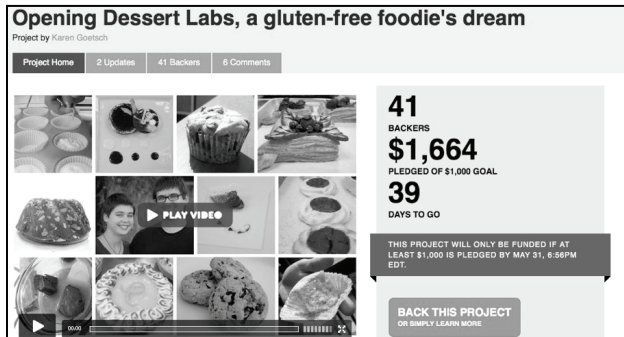 Opening Dessert Labs, a gluten-free foodie's dream
Project by Karen Goetsch
Project Home
2 Updates
41 Backers
6 Comments
PLAY VIDEO
00:00
41
BACKERS
$1,664
PLEDGED OF $1,000 GOAL
39
DAYS TO GO
THIS PROJECT WILL ONLY BE FUNDED IF AT
LEAST $1,000 IS PLEDGED BY MAY 31, 6:56PM
EDT.
BACK THIS PROJECT
OR SIMPLY LEARN MORE